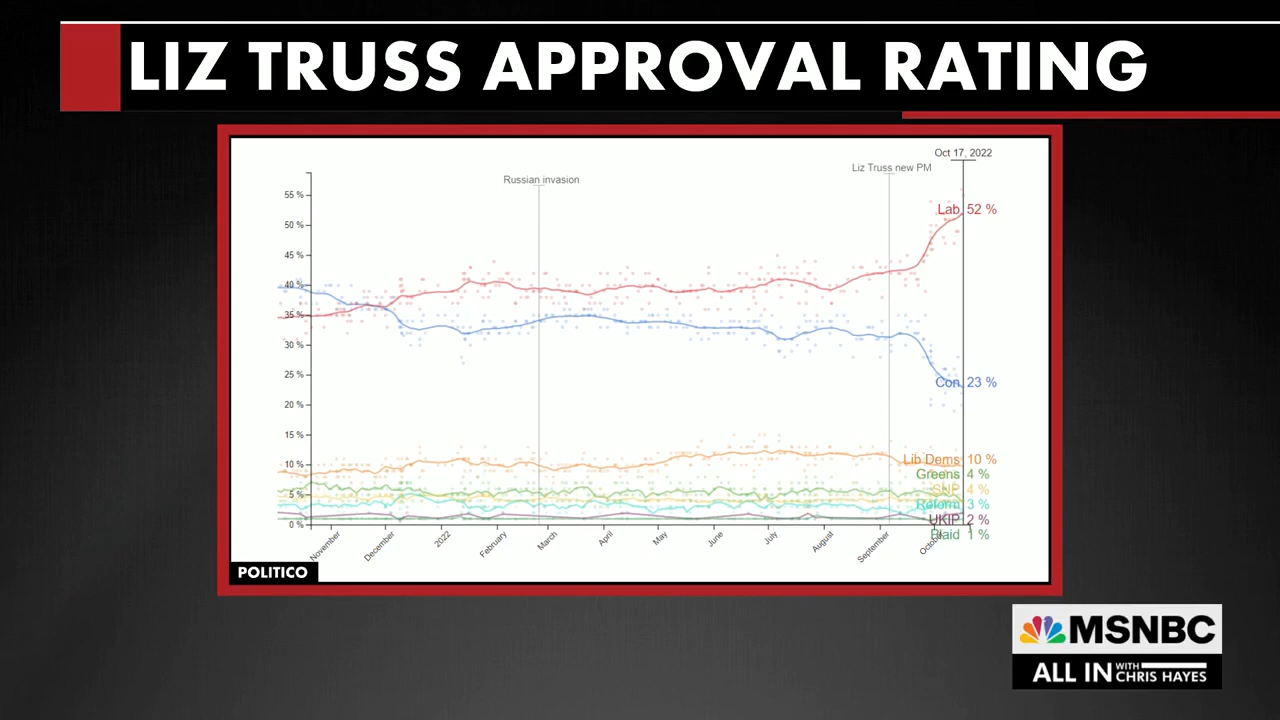 LIZ TRUSS APPROVAL RATING
Oct 17, 2022
Liz Truss new PM
Russian invasion
55 %
50 %
45 %
40 %
35 %
30 %
25 %
20 %
15 %
10 %
5 %
0 %
Lab 52 %
Con 23 %
Lib Dems 10 %
Greens 4 %
SNP 4 %
Reform 3 %
UKIP 2 %
Plaid 1 %
November
December
2022
February
March
April
May
June
July
August
September
October
POLITICO
MSNBC
ALL IN WITH CHRIS HAYES